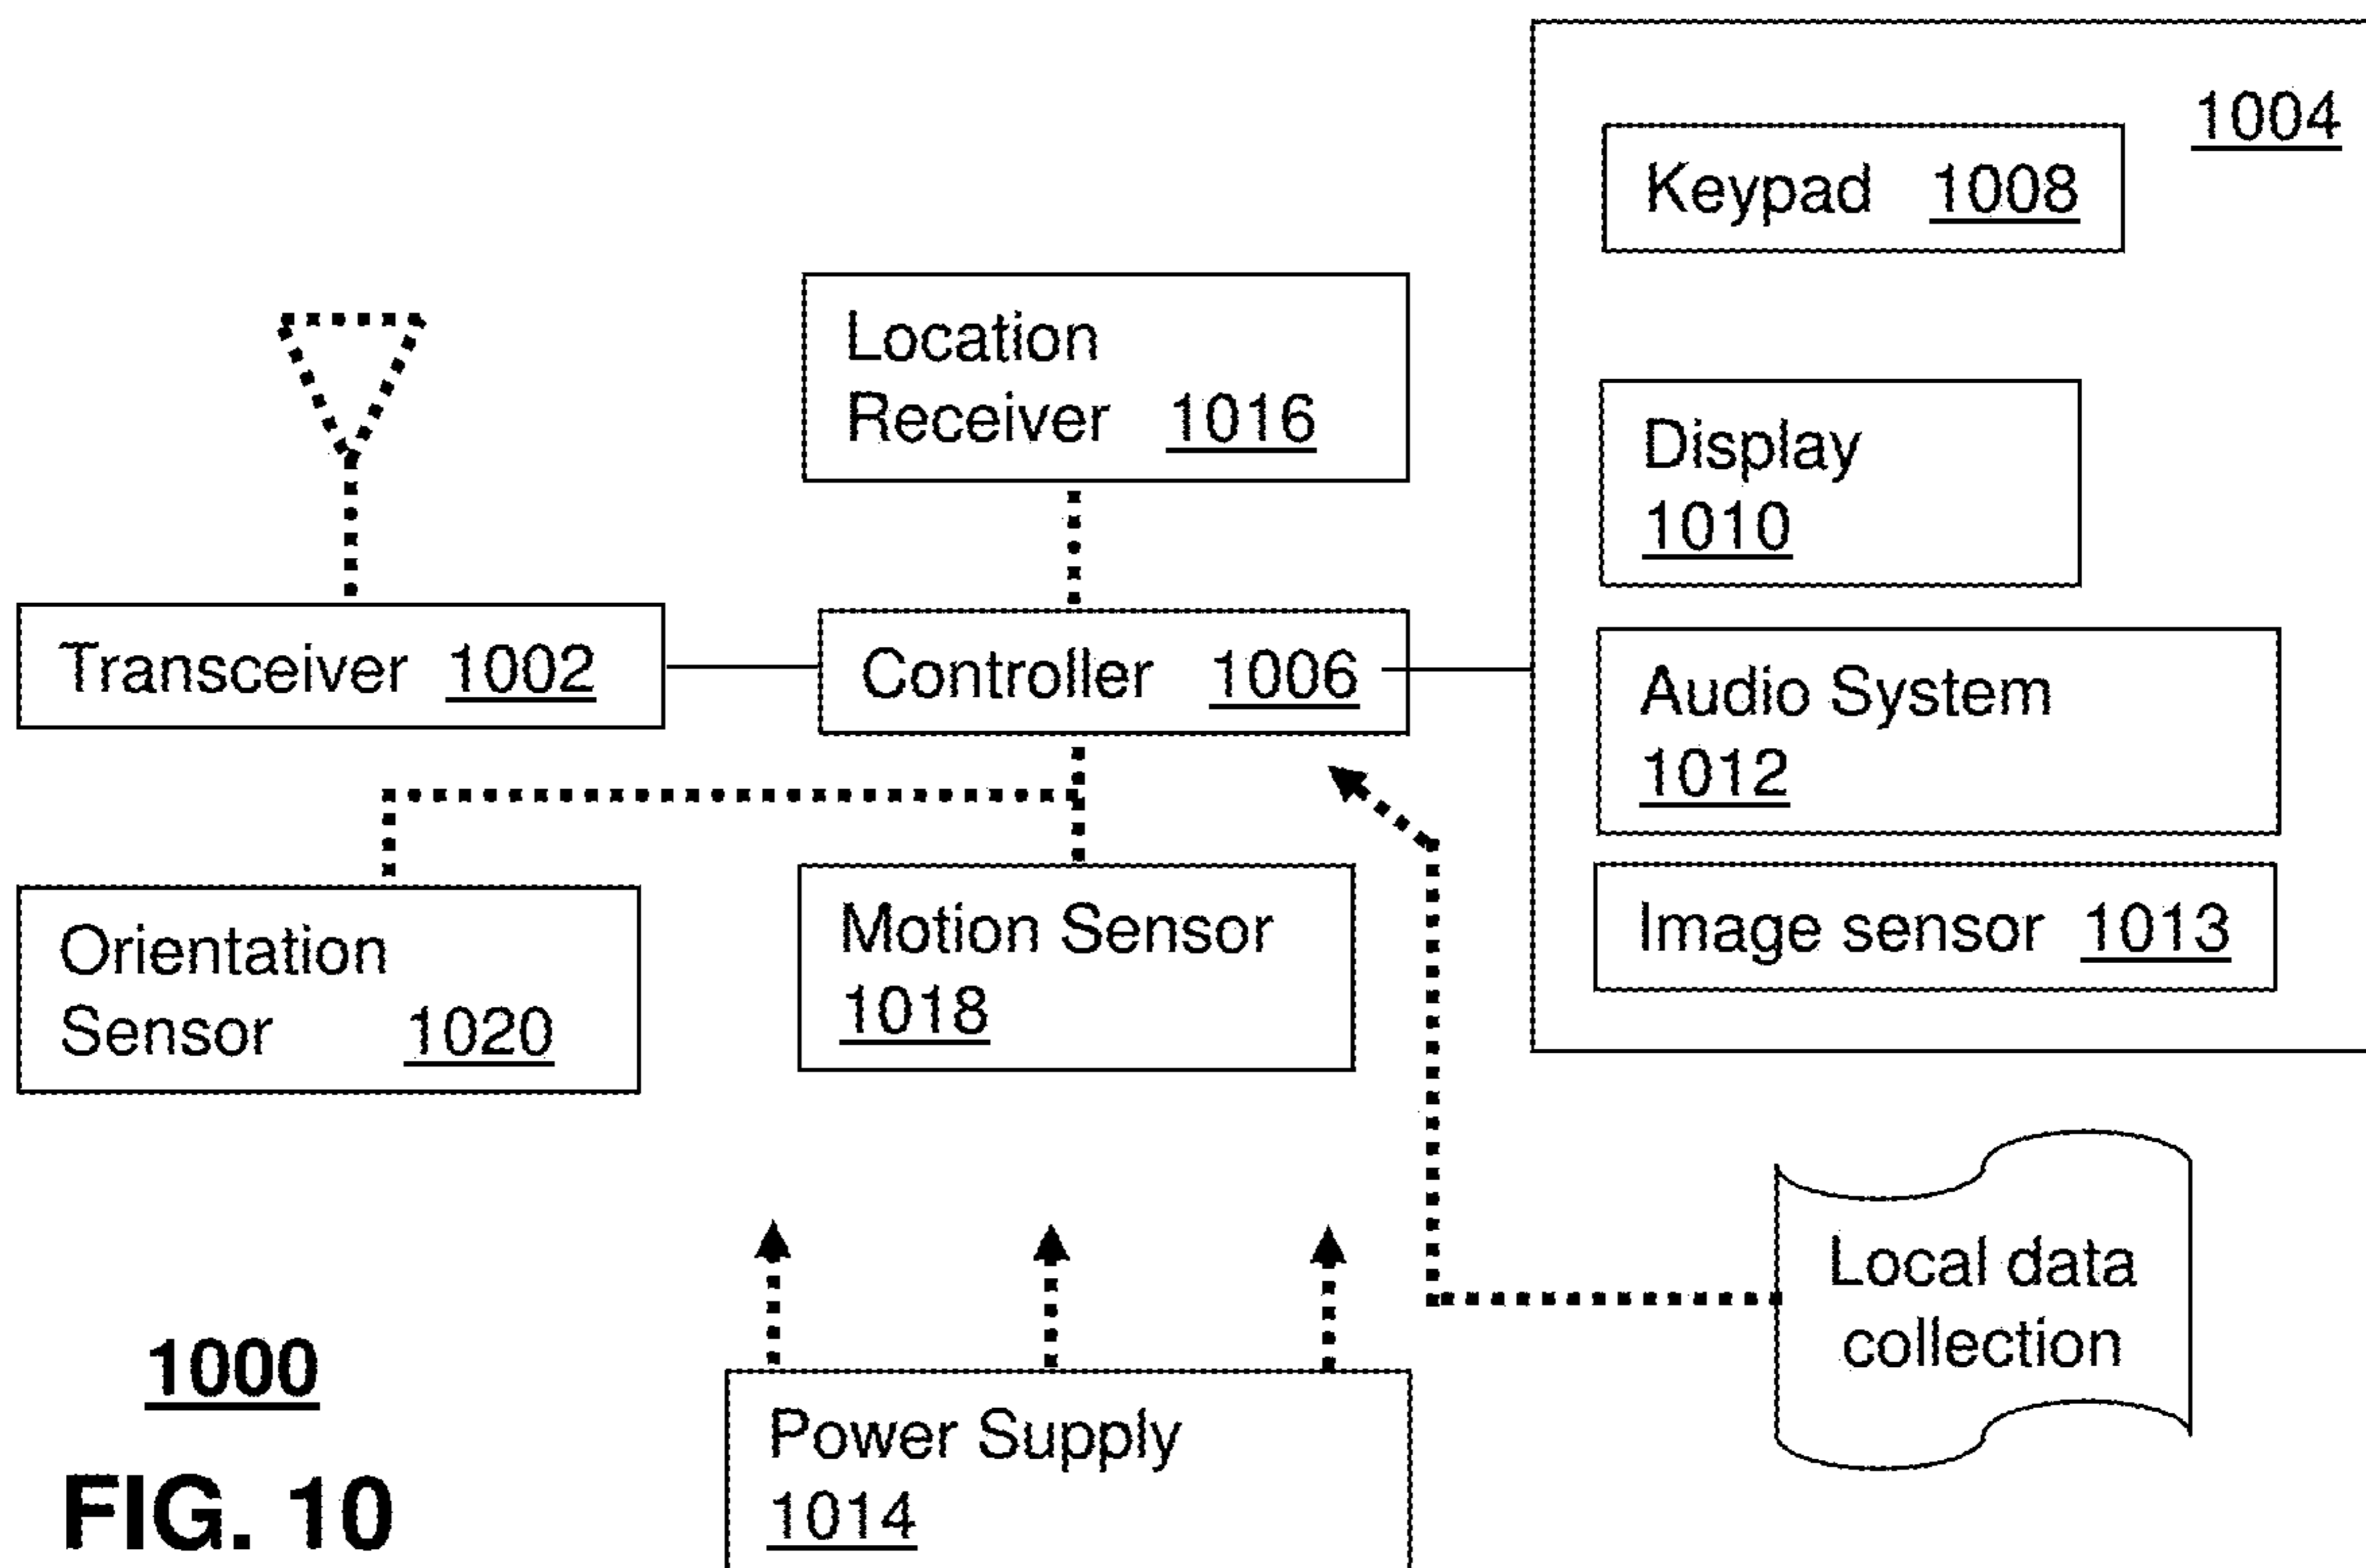 1004
Keypad 1008
Location
Receiver 1016
Display
1010
Transceiver 1002
Controller 1006
Audio System
1012
Orientation
Sensor 1020
Motion Sensor
1018
Image sensor 1013
Local data
collection
1000
FIG. 10
Power Supply
1014